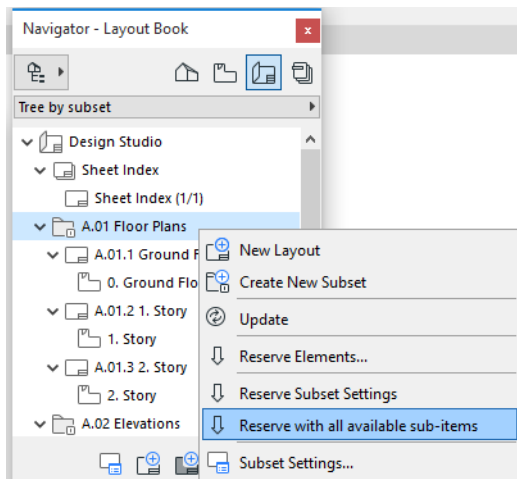 Navigator - Layout Book
x
Tree by subset
Design Studio
Sheet Index
Sheet Index (1/1)
A.01 Floor Plans
A.01.1 Ground F
0. Ground Flo
A.01.2 1. Story
1. Story
A.01.3 2. Story
2. Story
A.02 Elevations
New Layout
Create New Subset
Update
Reserve Elements...
Reserve Subset Settings
Reserve with all available sub-items
Subset Settings...